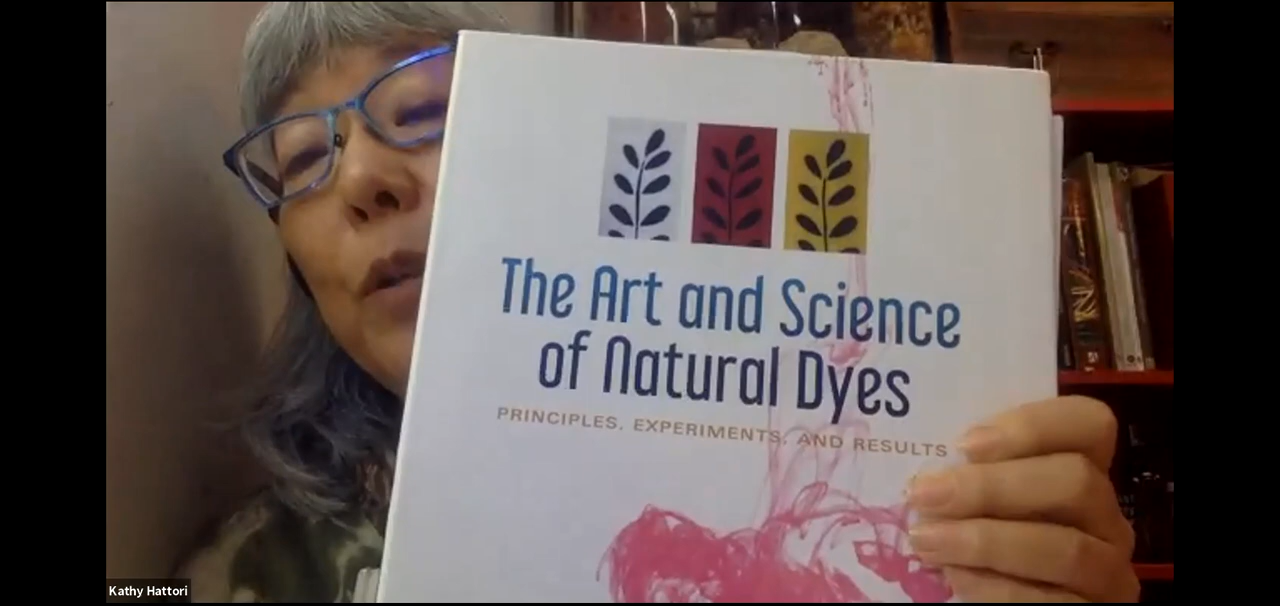 The Art and Science
of Natural Dyes
PRINCIPLES, EXPERIMENTS, AND RESULTS
Kathy Hattori